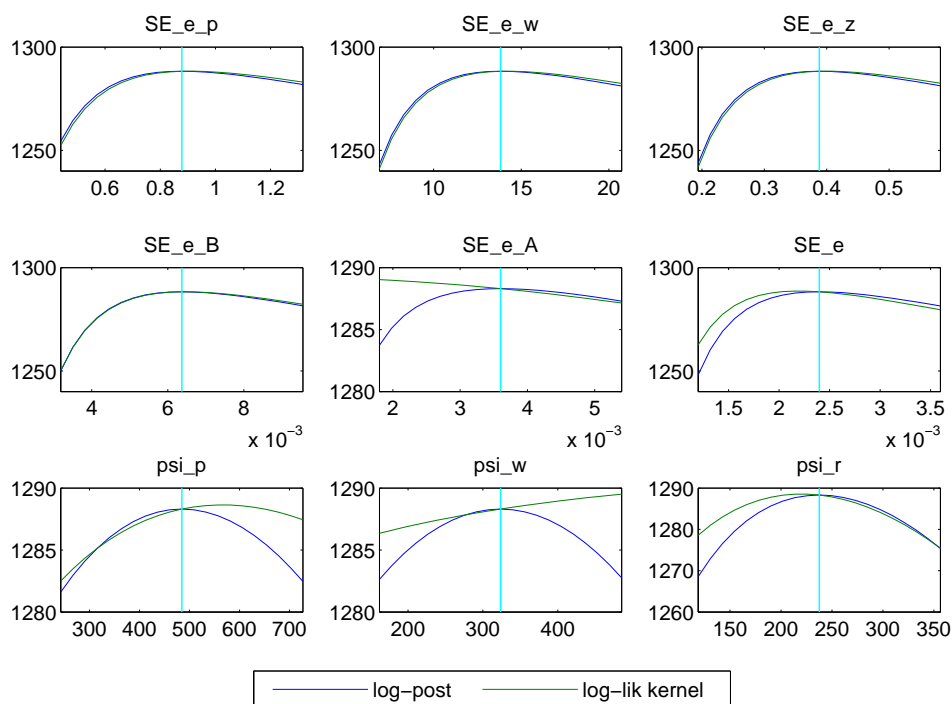 SE_e_p
SE_e_w
SE_e_z
1300
1250
0.6 0.8 1 1.2
1300
1250
10 15 20
1300
1250
0.2 0.3 0.4 0.5
SE_e_B
SE_e_A
SE_e
1300
1250
4 6 8
x 10⁻³
1290
1285
1280
2 3 4 5
x 10⁻³
1300
1250
1.5 2 2.5 3 3.5
x 10⁻³
psi_p
psi_w
psi_r
1290
1285
1280
300 400 500 600 700
1290
1285
1280
200 300 400
1290
1280
1270
1260
150 200 250 300 350
log−post
log−lik kernel